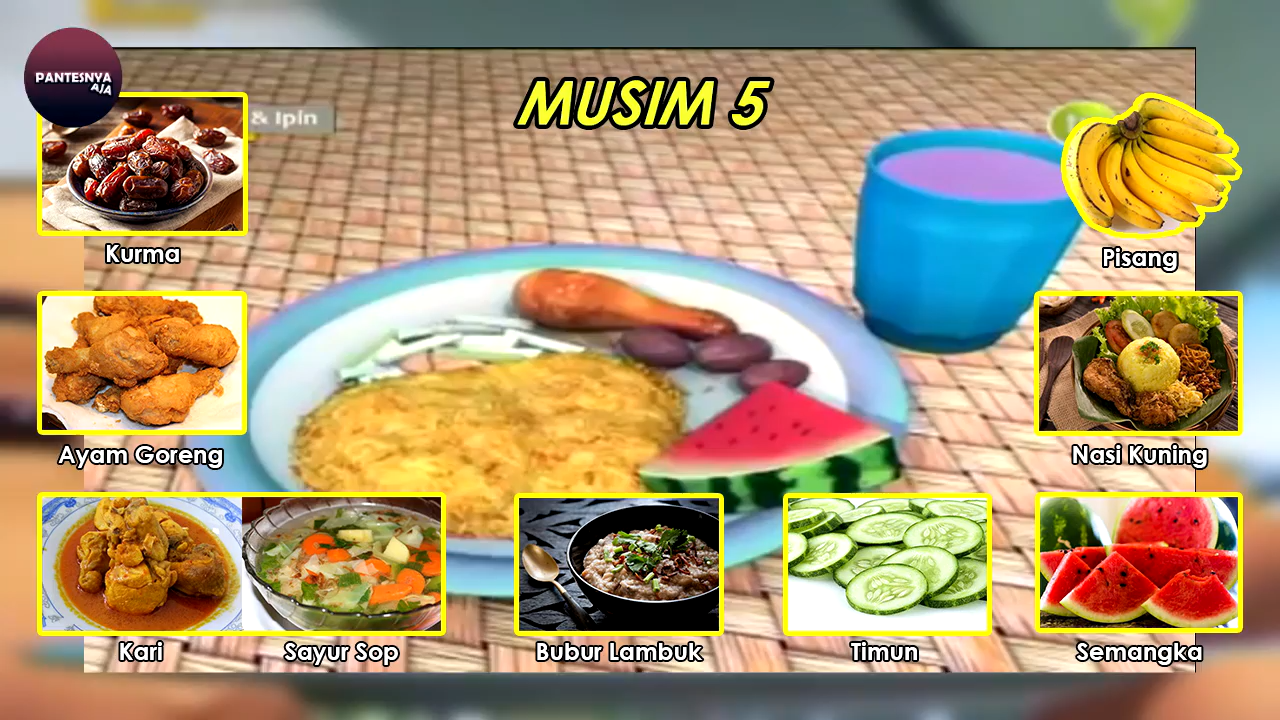 PANTESNYA
AJA
MUSIM 5
& Ipin
Kurma
Pisang
Ayam Goreng
Nasi Kuning
Kari
Sayur Sop
Bubur Lambuk
Timun
Semangka